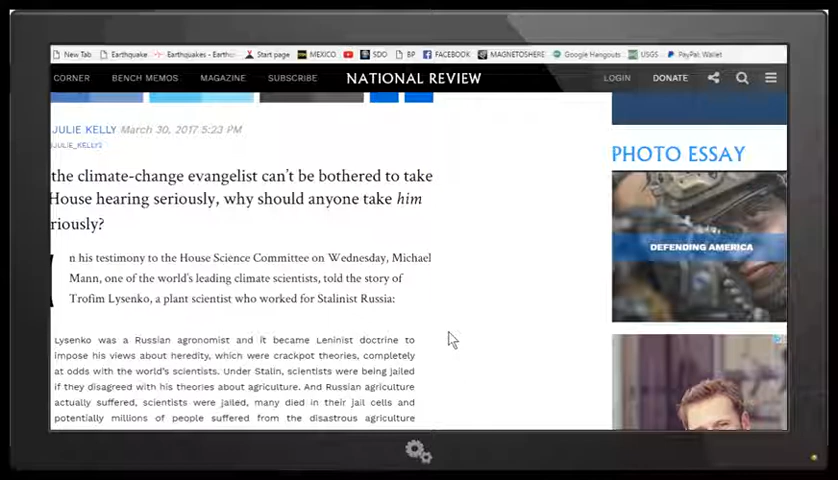 New Tab Earthquake Earthquakes - Earthc Start page MEXICO SDO BP FACEBOOK MAGNETOSHERE Google Hangouts USGS PayPal: Wallet
CORNER BENCH MEMOS MAGAZINE SUBSCRIBE NATIONAL REVIEW LOGIN DONATE
JULIE KELLY March 30, 2017 5:23 PM
JULIE_KELLY2
the climate-change evangelist can't be bothered to take
House hearing seriously, why should anyone take him
riously?
n his testimony to the House Science Committee on Wednesday, Michael
Mann, one of the world's leading climate scientists, told the story of
Trofim Lysenko, a plant scientist who worked for Stalinist Russia:
Lysenko was a Russian agronomist and it became Leninist doctrine to
impose his views about heredity, which were crackpot theories, completely
at odds with the world's scientists. Under Stalin, scientists were being jailed
if they disagreed with his theories about agriculture. And Russian agriculture
actually suffered, scientists were jailed, many died in their jail cells and
potentially millions of people suffered from the disastrous agriculture
PHOTO ESSAY
DEFENDING AMERICA